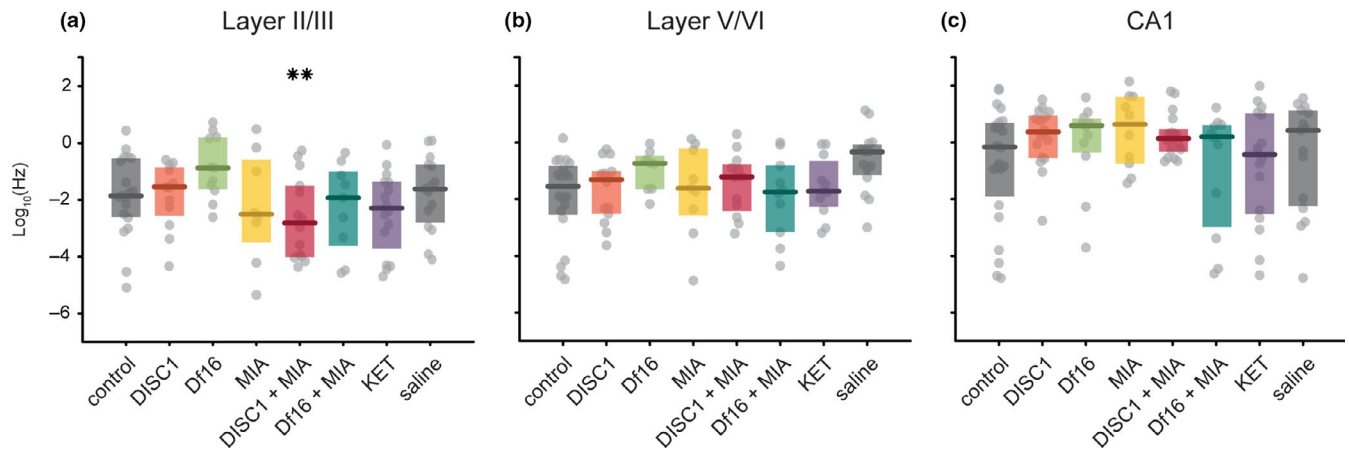 (a) Layer II/III
(b) Layer V/VI
(c) CA1
Log10(Hz)
2
0
−2
−4
−6
**
control
DISC1
Df16
MIA
DISC1 + MIA
Df16 + MIA
KET
saline
control
DISC1
Df16
MIA
DISC1 + MIA
Df16 + MIA
KET
saline
control
DISC1
Df16
MIA
DISC1 + MIA
Df16 + MIA
KET
saline